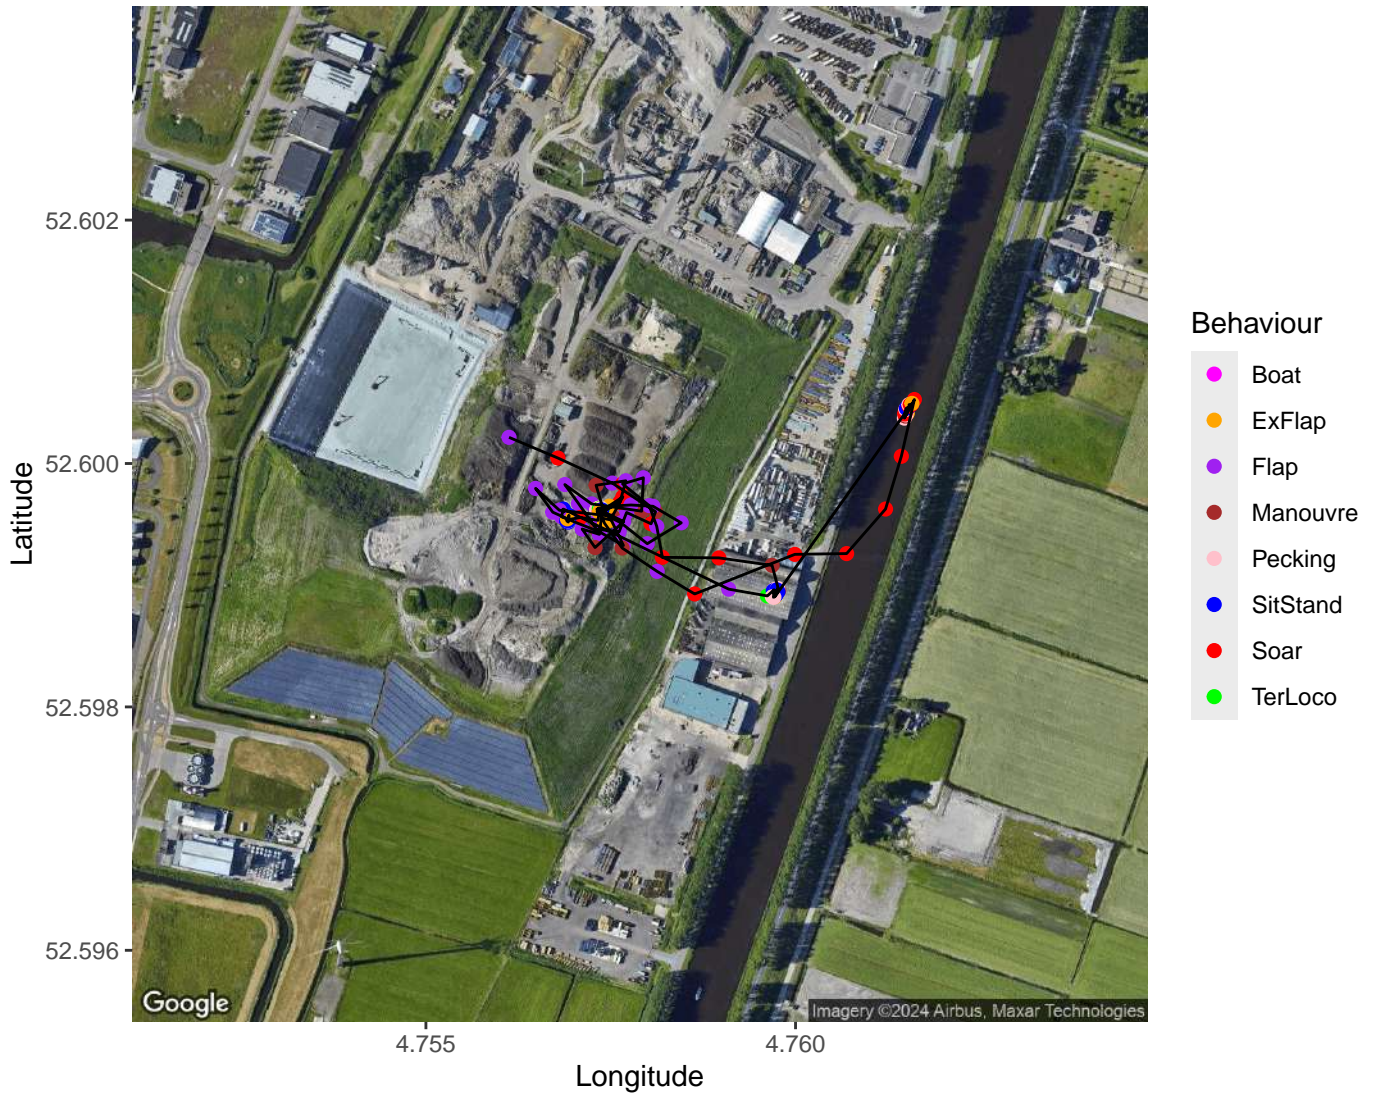 52.602
52.600
52.598
52.596
Latitude
4.755
4.760
Longitude
Google
Imagery ©2024 Airbus, Maxar Technologies
Behaviour
Boat
ExFlap
Flap
Manouvre
Pecking
SitStand
Soar
TerLoco